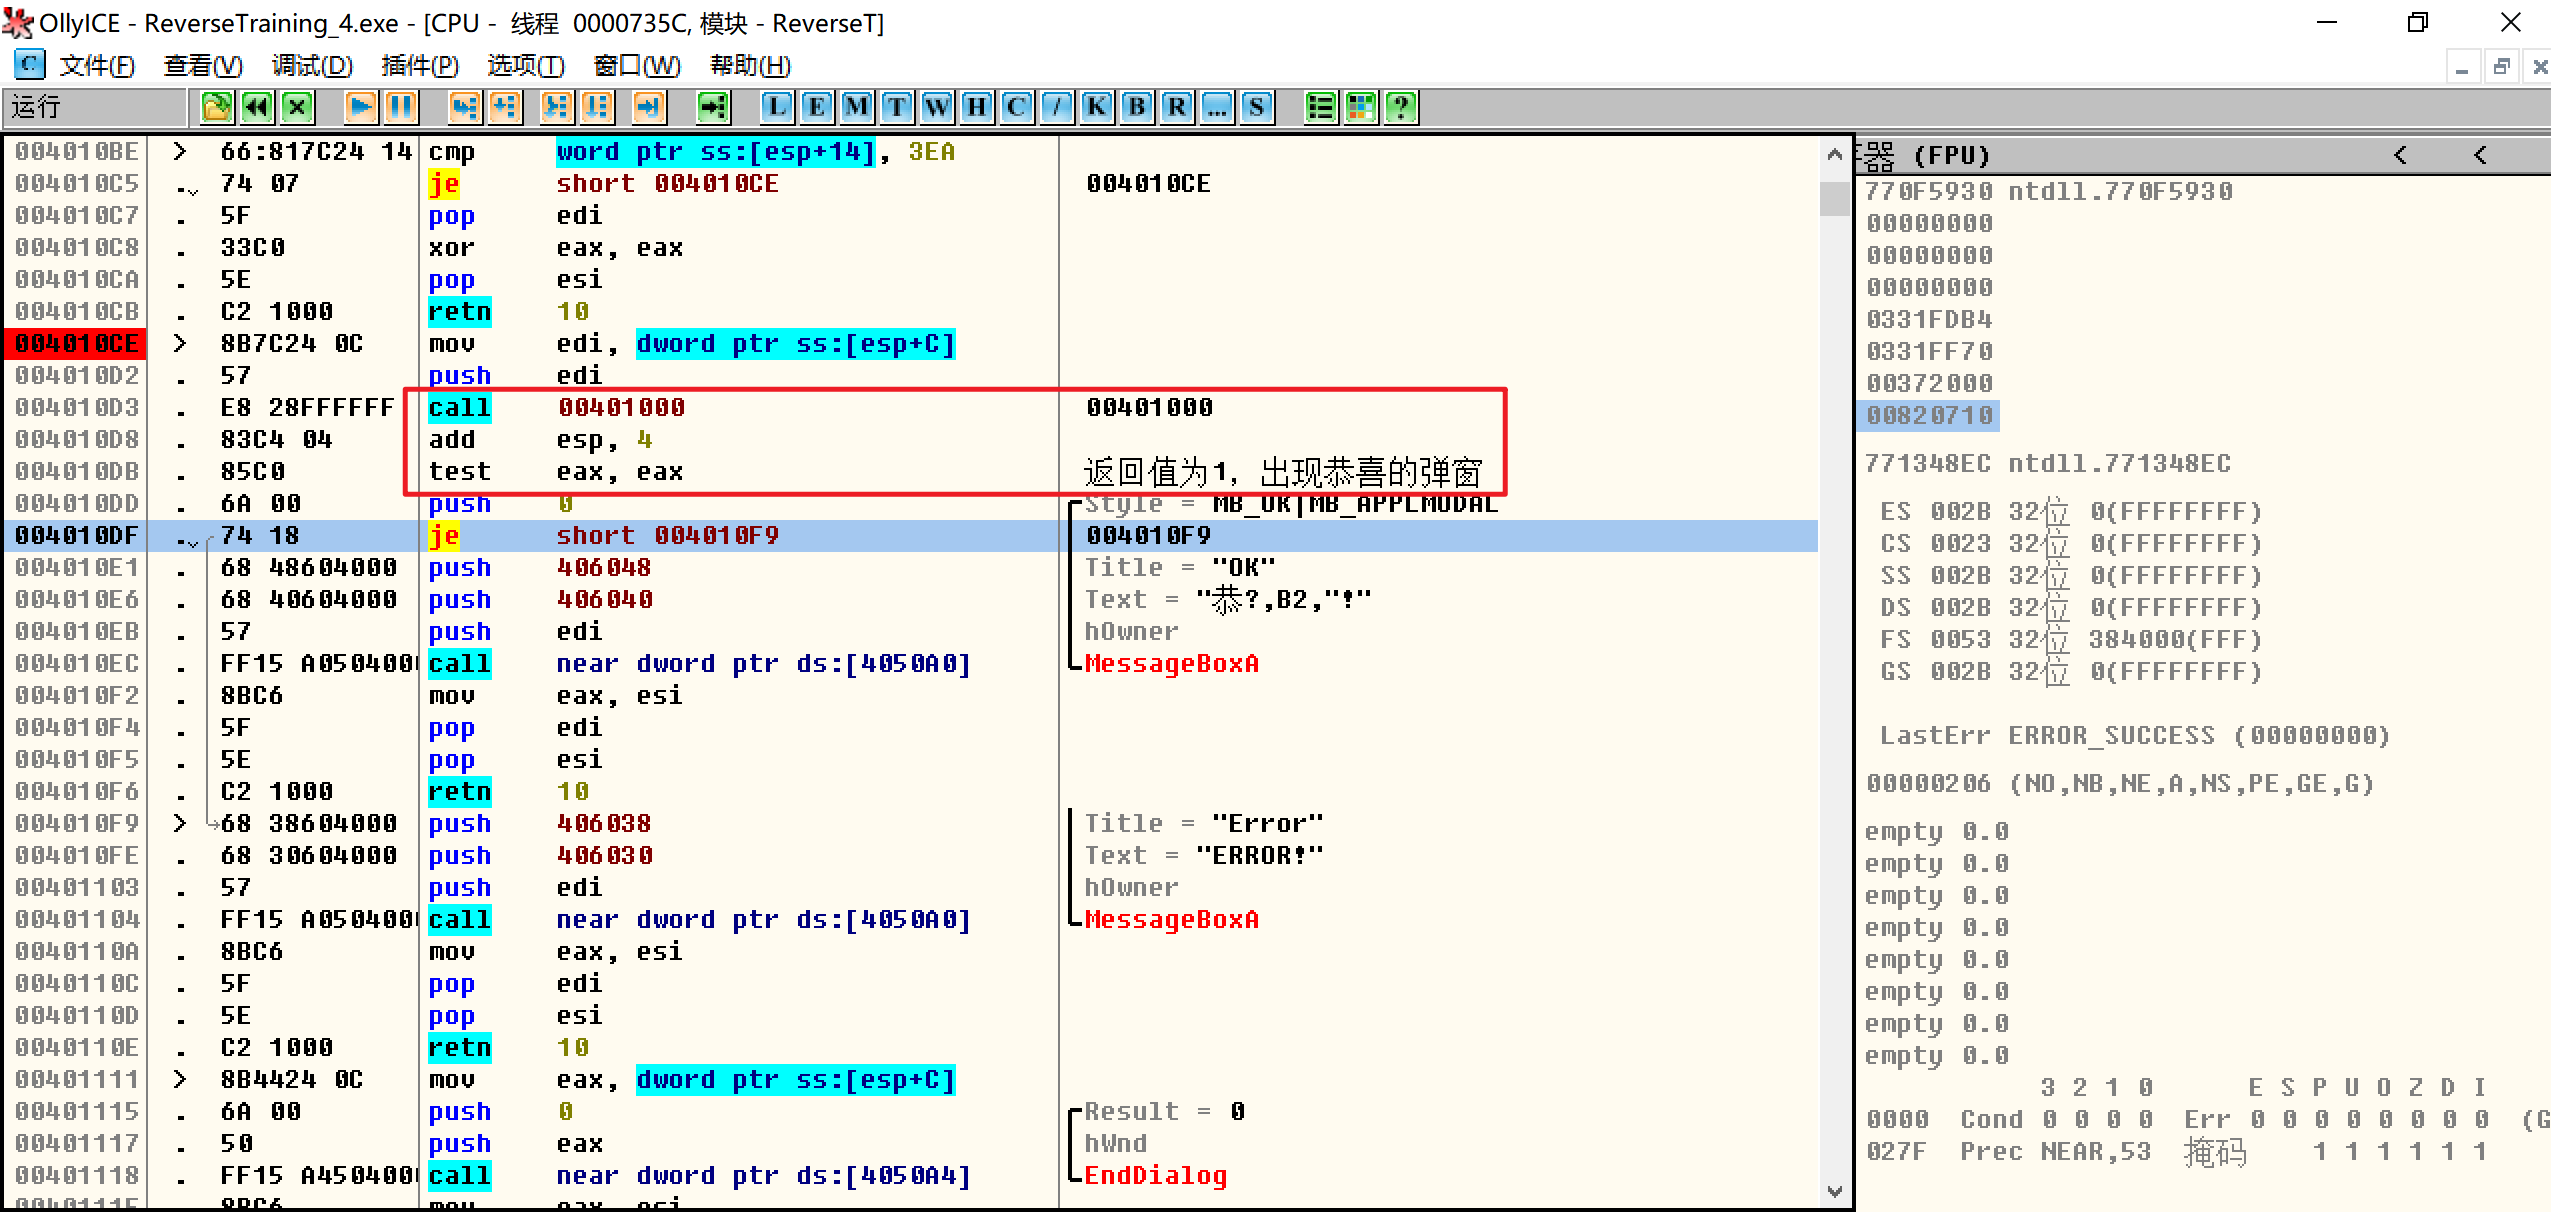 OllyICE - ReverseTraining_4.exe - [CPU - 线程 0000735C, 模块 - ReverseT]
C 文件(F) 查看(V) 调试(D) 插件(P) 选项(T) 窗口(W) 帮助(H)
运行 L E M T W H C / K B R ... S ?
004010BE > 66:817C24 14 cmp word ptr ss:[esp+14], 3EA
004010C5 . 74 07 je short 004010CE 004010CE
004010C7 . 5F pop edi
004010C8 . 33C0 xor eax, eax
004010CA . 5E pop esi
004010CB . C2 1000 retn 10
004010CE > 8B7C24 0C mov edi, dword ptr ss:[esp+C]
004010D2 . 57 push edi
004010D3 . E8 28FFFFFF call 00401000 00401000
004010D8 . 83C4 04 add esp, 4
004010DB . 85C0 test eax, eax 返回值为1, 出现恭喜的弹窗
004010DD . 6A 00 push 0 Style = MB_OK|MB_APPLMODAL
004010DF . 74 18 je short 004010F9 004010F9
004010E1 . 68 48604000 push 406048 Title = "OK"
004010E6 . 68 40604000 push 406040 Text = "恭?,B2,"!"
004010EB . 57 push edi hOwner
004010EC . FF15 A050400 call near dword ptr ds:[4050A0] MessageBoxA
004010F2 . 8BC6 mov eax, esi
004010F4 . 5F pop edi
004010F5 . 5E pop esi
004010F6 . C2 1000 retn 10
004010F9 > 68 38604000 push 406038 Title = "Error"
004010FE . 68 30604000 push 406030 Text = "ERROR!"
00401103 . 57 push edi hOwner
00401104 . FF15 A050400 call near dword ptr ds:[4050A0] MessageBoxA
0040110A . 8BC6 mov eax, esi
0040110C . 5F pop edi
0040110D . 5E pop esi
0040110E . C2 1000 retn 10
00401111 > 8B4424 0C mov eax, dword ptr ss:[esp+C]
00401115 . 6A 00 push 0 Result = 0
00401117 . 50 push eax hWnd
00401118 . FF15 A450400 call near dword ptr ds:[4050A4] EndDialog
0040111E . 8BC6 mov eax, esi
器 (FPU) < <
770F5930 ntdll.770F5930
00000000
00000000
00000000
0331FDB4
0331FF70
00372000
00820710
771348EC ntdll.771348EC
ES 002B 32位 0(FFFFFFFF)
CS 0023 32位 0(FFFFFFFF)
SS 002B 32位 0(FFFFFFFF)
DS 002B 32位 0(FFFFFFFF)
FS 0053 32位 384000(FFF)
GS 002B 32位 0(FFFFFFFF)
LastErr ERROR_SUCCESS (00000000)
00000206 (NO,NB,NE,A,NS,PE,GE,G)
empty 0.0
empty 0.0
empty 0.0
empty 0.0
empty 0.0
empty 0.0
empty 0.0
empty 0.0
3 2 1 0 E S P U O Z D I
0000 Cond 0 0 0 0 Err 0 0 0 0 0 0 0 0 (G
027F Prec NEAR,53 掩码 1 1 1 1 1 1